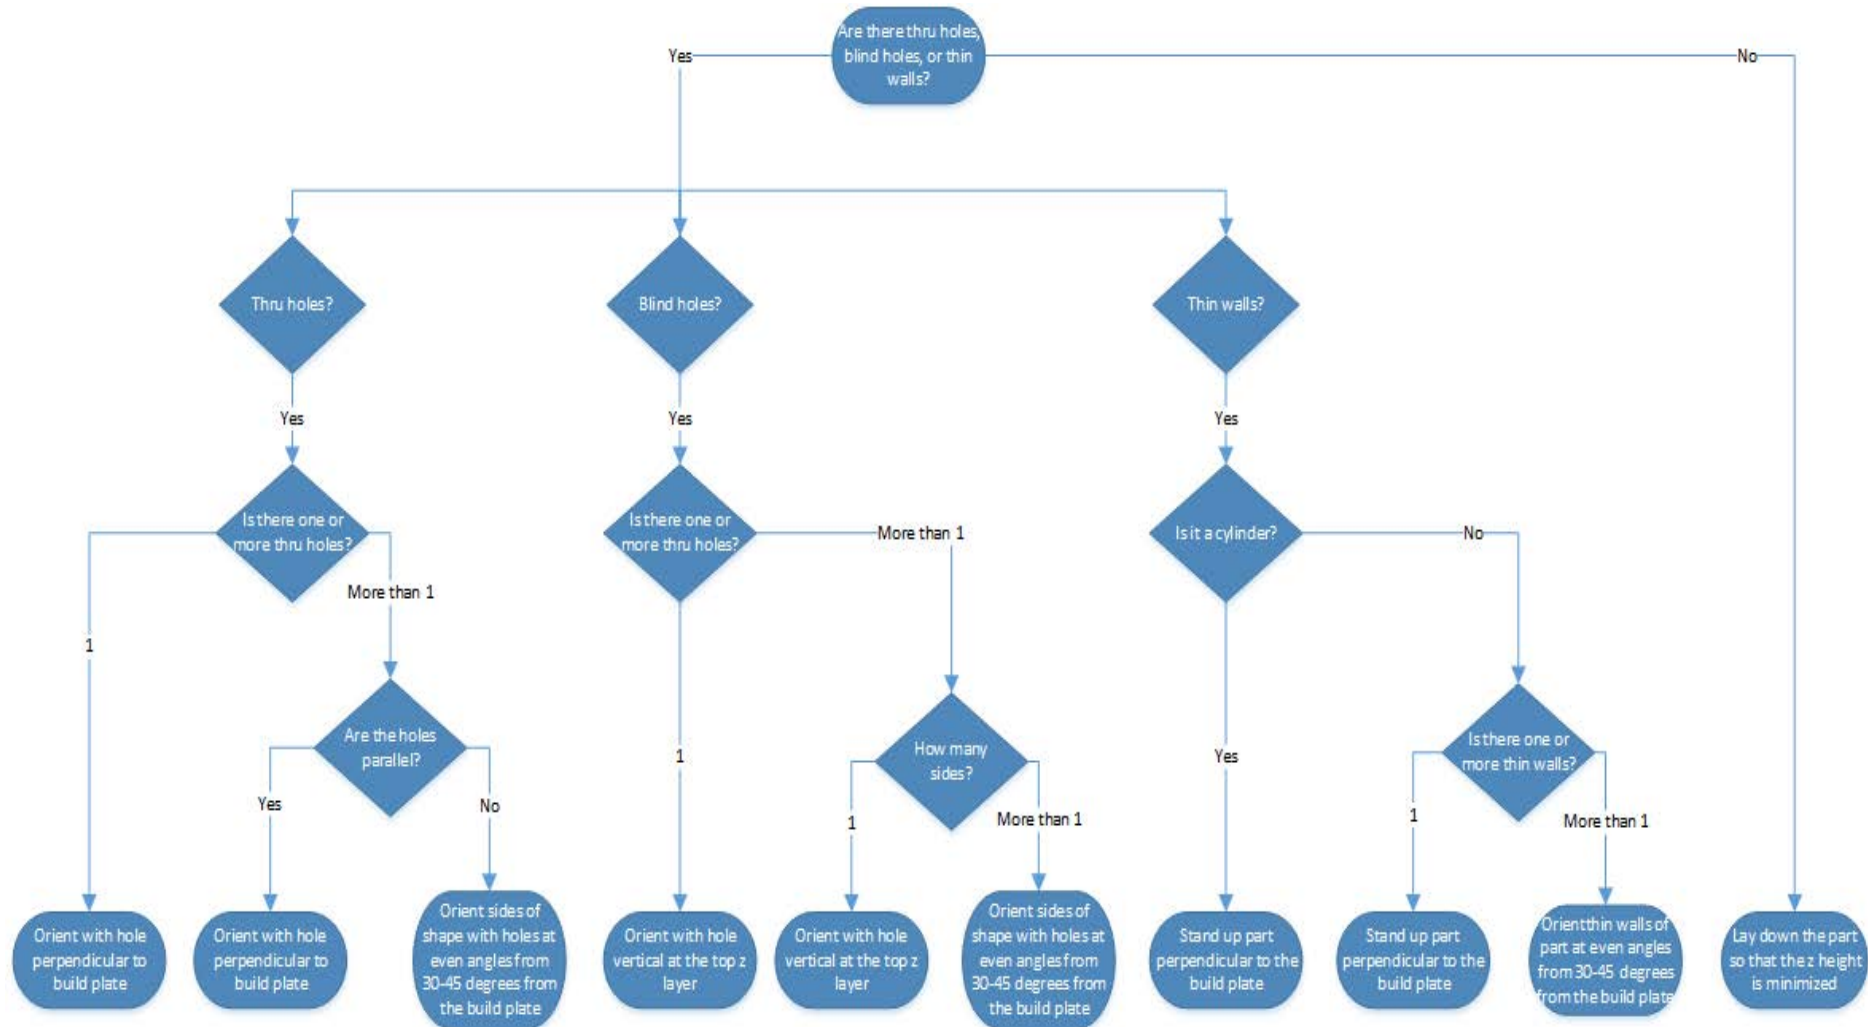 Are there thru holes,
blind holes, or thin
walls?
Yes
No
Thru holes?
Blind holes?
Thin walls?
Yes
Yes
Yes
Is there one or
more thru holes?
Is there one or
more thru holes?
More than 1
Is it a cylinder?
No
More than 1
1
Are the holes
parallel?
1
How many
sides?
Yes
Is there one or
more thin walls?
Yes
No
1
More than 1
1
More than 1
Orient with hole
perpendicular to
build plate
Orient with hole
perpendicular to
build plate
Orient sides of
shape with holes at
even angles from
30-45 degrees from
the build plate
Orient with hole
vertical at the top z
layer
Orient with hole
vertical at the top z
layer
Orient sides of
shape with holes at
even angles from
30-45 degrees from
the build plate
Stand up part
perpendicular to the
build plate
Stand up part
perpendicular to the
build plate
Orient thin walls of
part at even angles
from 30-45 degrees
from the build plate
Lay down the part
so that the z height
is minimized